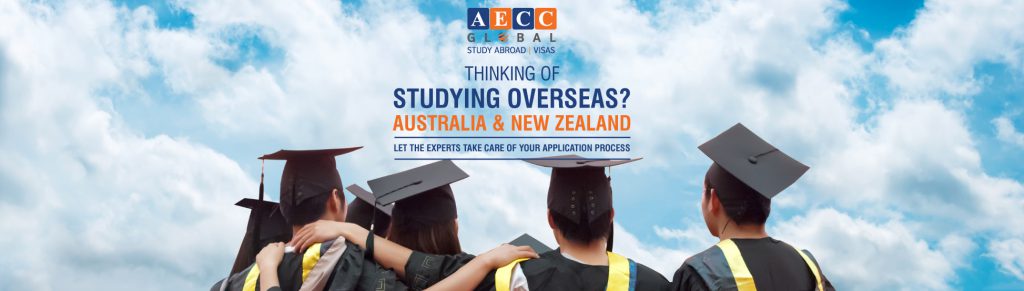 AECC
GLOBAL
STUDY ABROAD | VISAS
THINKING OF
STUDYING OVERSEAS?
AUSTRALIA & NEW ZEALAND
LET THE EXPERTS TAKE CARE OF YOUR APPLICATION PROCESS